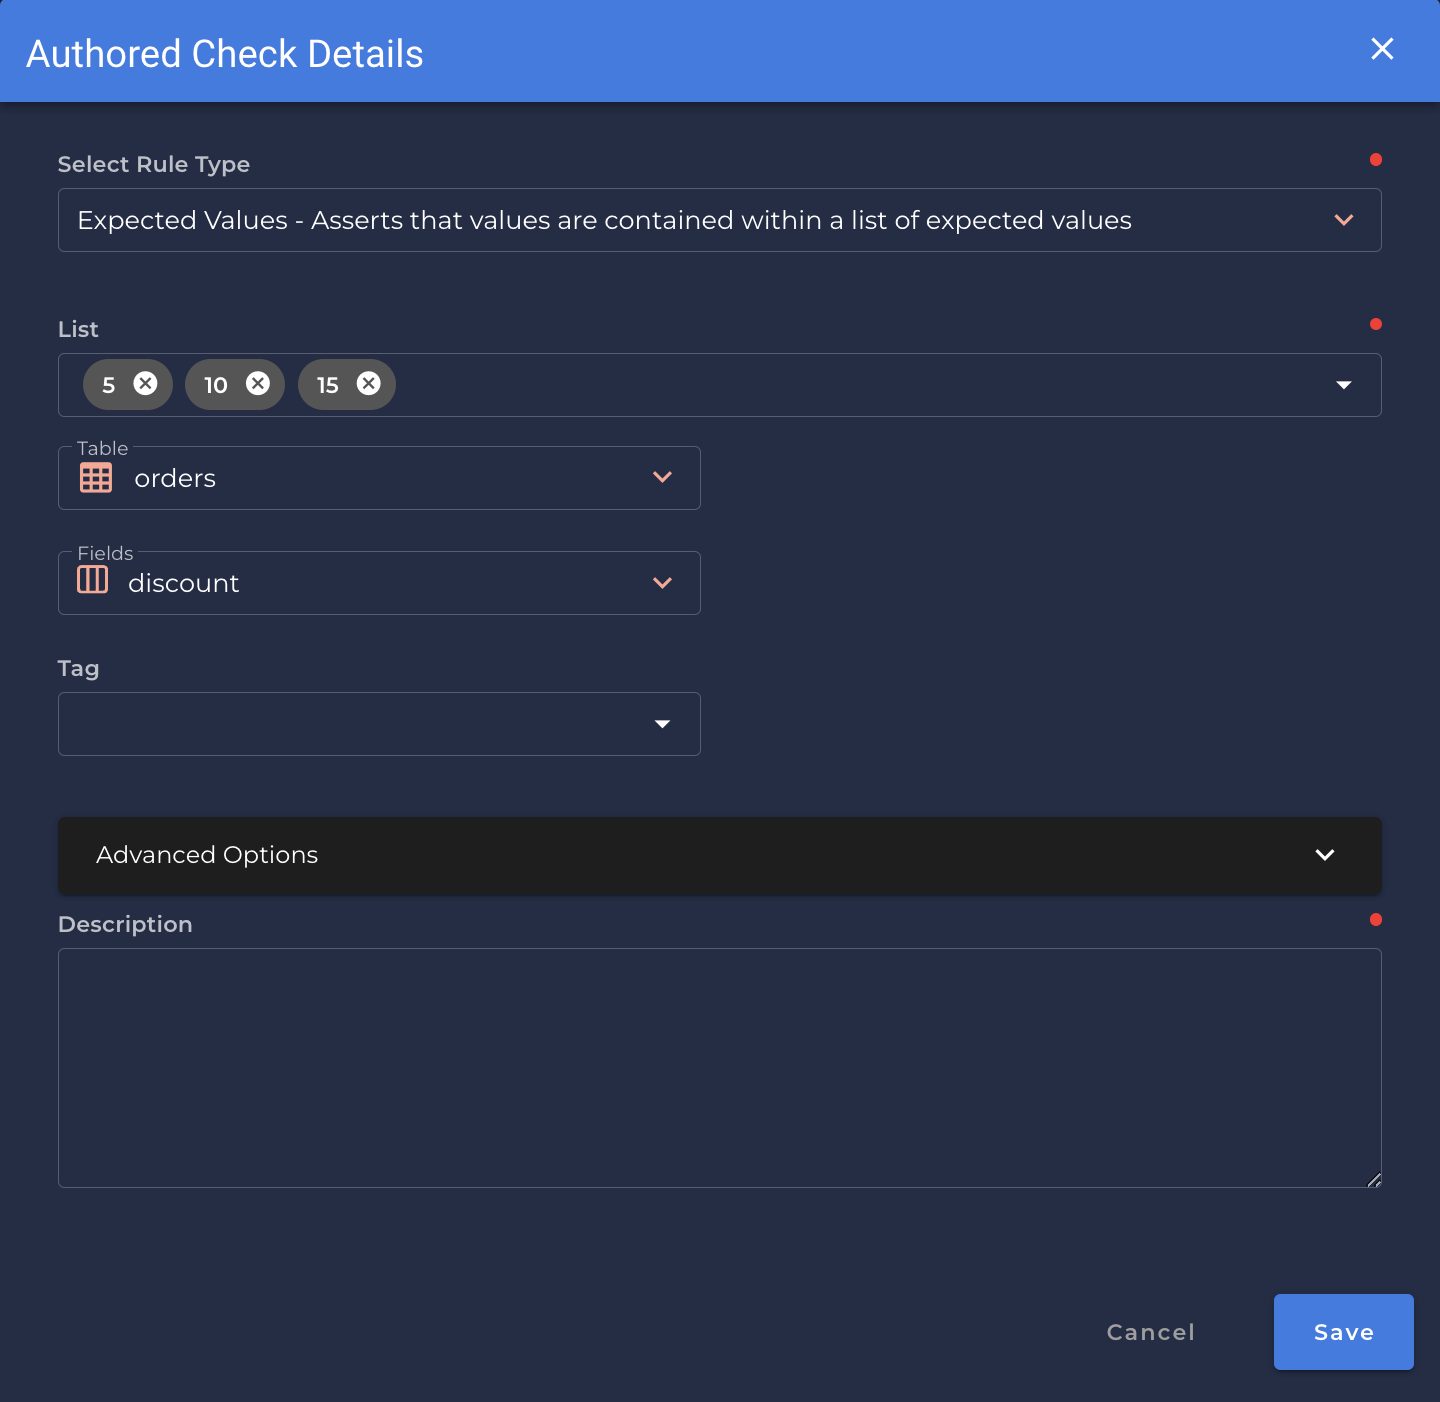 Authored Check Details
Select Rule Type
Expected Values - Asserts that values are contained within a list of expected values
List
5 10 15
Table
orders
Fields
discount
Tag
Advanced Options
Description
Cancel Save